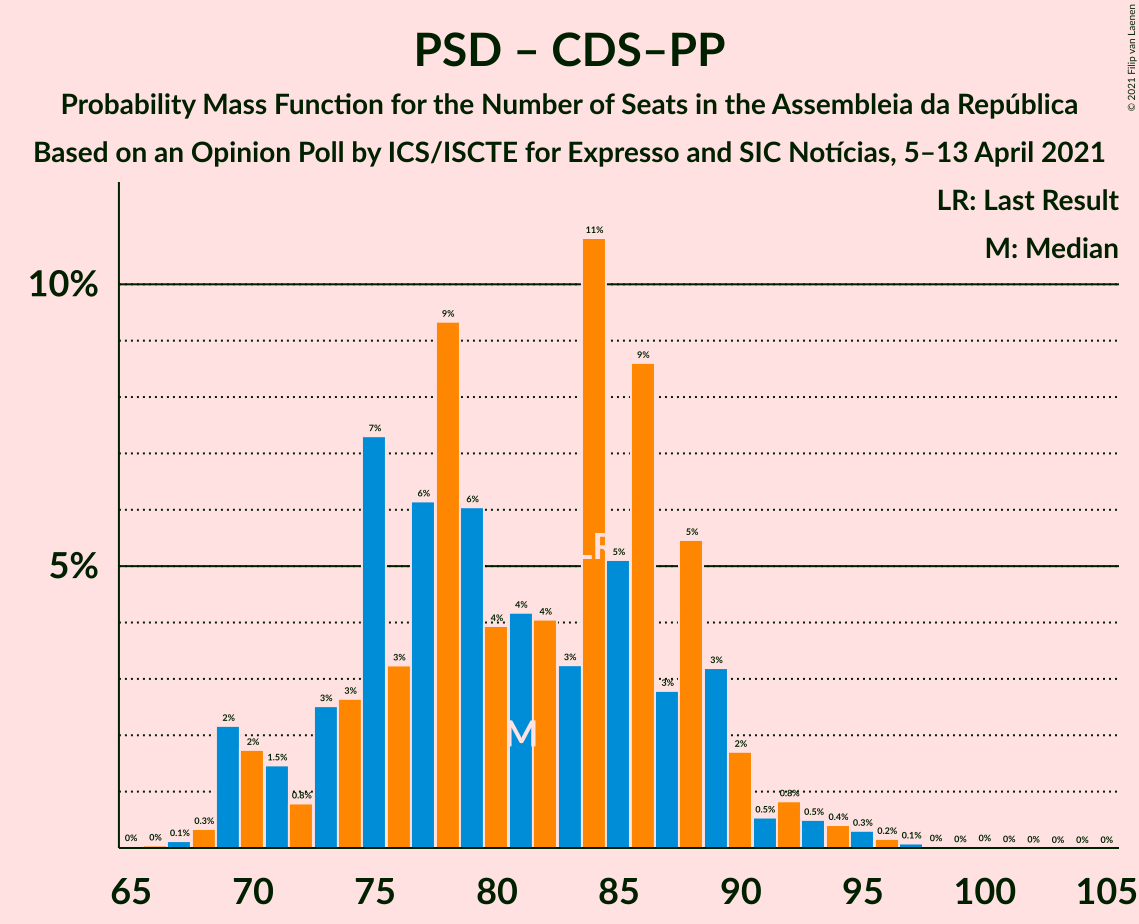 PSD – CDS–PP
Probability Mass Function for the Number of Seats in the Assembleia da República
Based on an Opinion Poll by ICS/ISCTE for Expresso and SIC Notícias, 5–13 April 2021
© 2021 Filip van Laenen
LR: Last Result
M: Median
10%
5%
0% 0% 0.1% 0.3% 2% 2% 1.5% 0.8% 3% 3% 7% 3% 6% 9% 6% 4% 4% 4% 3% 11% 5% 9% 3% 5% 3% 2% 0.5% 0.8% 0.5% 0.4% 0.3% 0.2% 0.1% 0% 0% 0% 0% 0% 0% 0% 0%
LR
M
65 70 75 80 85 90 95 100 105